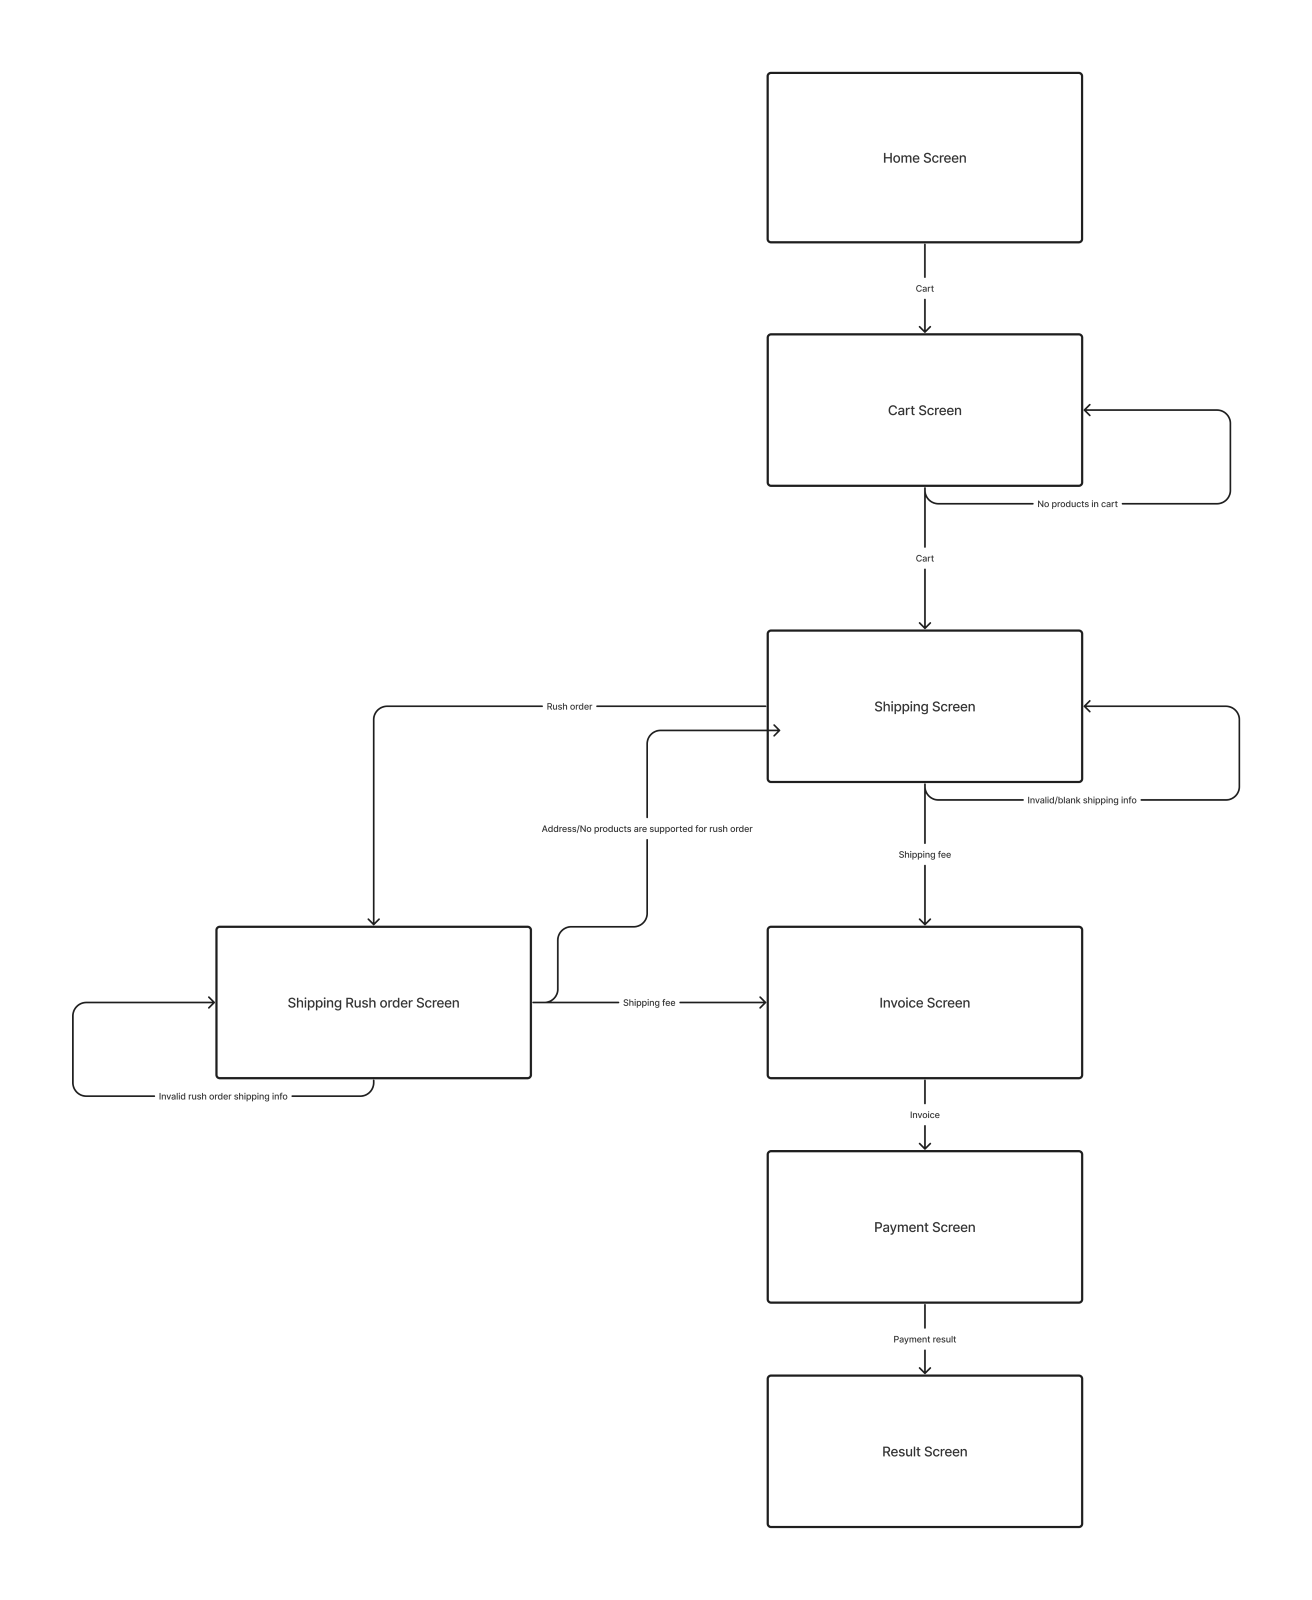 Home Screen
Cart
Cart Screen
No products in cart
Cart
Shipping Screen
Rush order
Invalid/blank shipping info
Address/No products are supported for rush order
Shipping fee
Shipping Rush order Screen
Shipping fee
Invoice Screen
Invalid rush order shipping info
Invoice
Payment Screen
Payment result
Result Screen